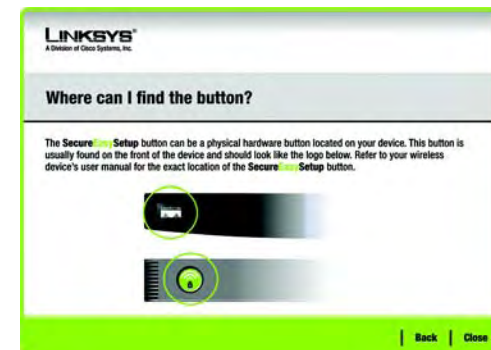 LINKSYS®
A Division of Cisco Systems, Inc.
Where can I find the button?
The SecureEasySetup button can be a physical hardware button located on your device. This button is
usually found on the front of the device and should look like the logo below. Refer to your wireless
device's user manual for the exact location of the SecureEasySetup button.
Back | Close